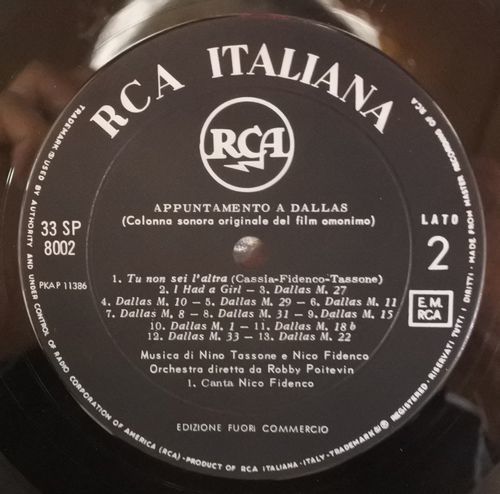 RCA ITALIANA
RCA
APPUNTAMENTO A DALLAS
(Colonna sonora originale del film omonimo)
33 SP
8002
PKAP 11386
LATO
2
E.M.
RCA
1. Tu non sei l'altra (Cassia-Fidenco-Tassone)
2. I Had a Girl - 3. Dallas M. 27
4. Dallas M. 10 - 5. Dallas M. 29 - 6. Dallas M. 11
7. Dallas M. 8 - 8. Dallas M. 31 - 9. Dallas M. 15
10. Dallas M. 1 - 11. Dallas M. 18 b
12. Dallas M. 33 - 13. Dallas M. 22
Musica di Nino Tassone e Nico Fidenco
Orchestra diretta da Robby Poitevin
1. Canta Nico Fidenco
EDIZIONE FUORI COMMERCIO
TRADEMARK ® USED BY AUTHORITY AND UNDER CONTROL OF RADIO CORPORATION OF AMERICA (RCA) - PRODUCT OF RCA ITALIANA - ITALY - TRADEMARK ® REGISTERED. RISERVATI TUTTI I DIRITTI - MADE FROM MASTER RECORDING OF RCA